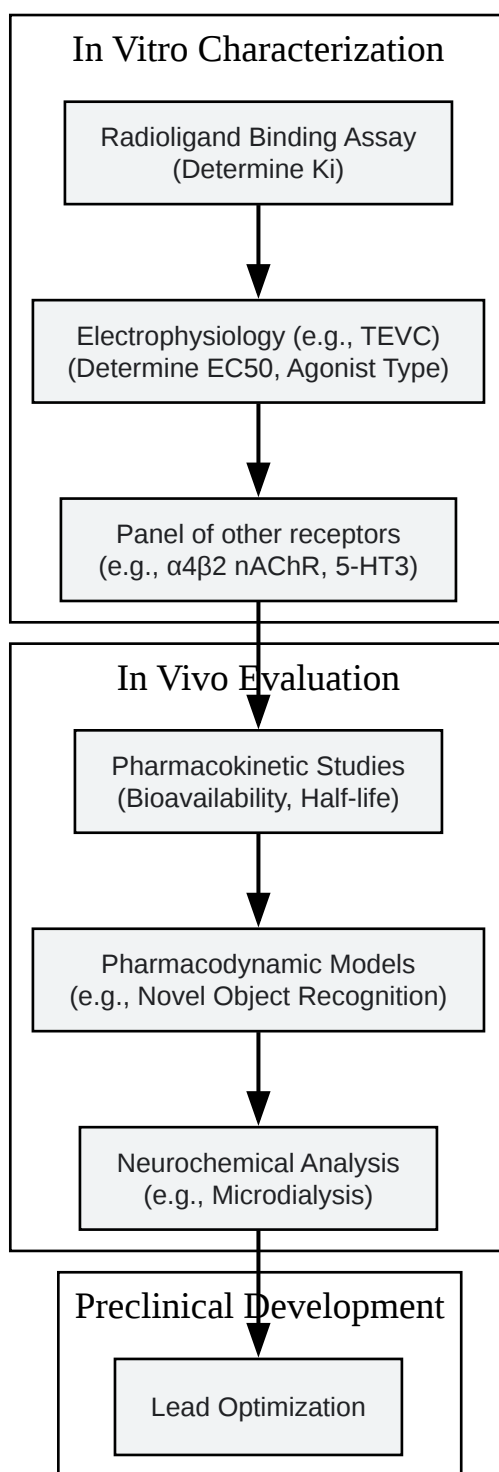 In Vitro Characterization
Radioligand Binding Assay
(Determine Ki)
Electrophysiology (e.g., TEVC)
(Determine EC50, Agonist Type)
Panel of other receptors
(e.g., α4β2 nAChR, 5-HT3)
In Vivo Evaluation
Pharmacokinetic Studies
(Bioavailability, Half-life)
Pharmacodynamic Models
(e.g., Novel Object Recognition)
Neurochemical Analysis
(e.g., Microdialysis)
Preclinical Development
Lead Optimization